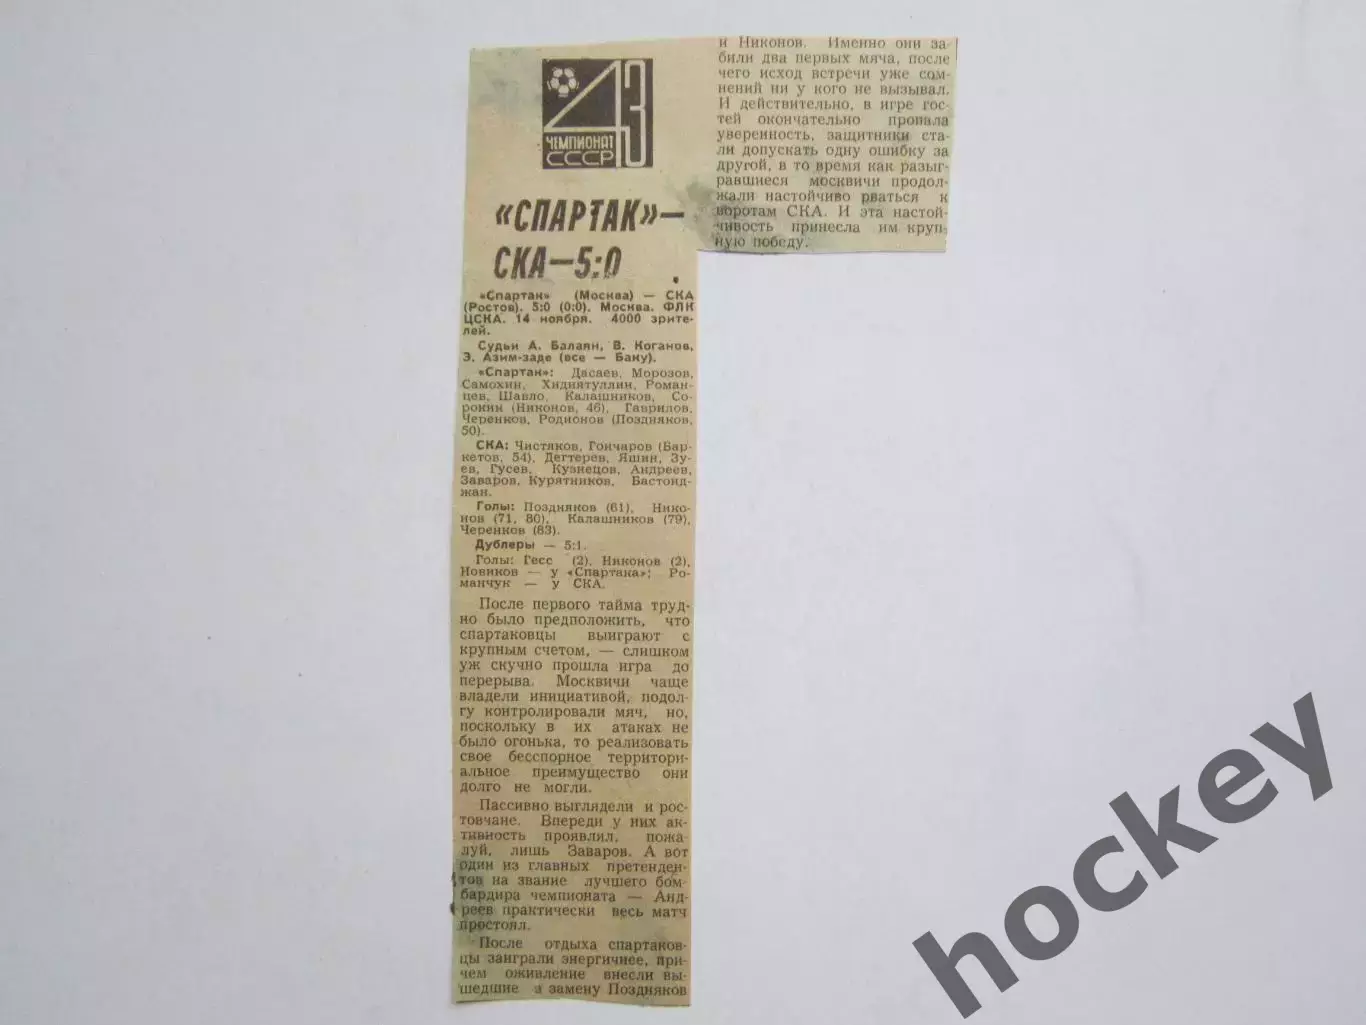 43
ЧЕМПИОНАТ
СССР
«СПАРТАК»—
СКА—5:0
«Спартак» (Москва) — СКА
(Ростов). 5:0 (0:0). Москва. ФЛК
ЦСКА. 14 ноября. 4000 зрите-
лей.
Судьи А. Балаян, В. Коганов,
Э. Азим-заде (все — Баку).
«Спартак»: Дасаев, Морозов,
Самохин, Хидиятуллин, Роман-
цев, Шавло, Калашников, Со-
рокин (Никонов, 46), Гаврилов,
Черенков, Родионов (Поздняков,
50).
СКА: Чистяков, Гончаров (Бар-
кетов, 54), Дегтерев, Яшин, Зу-
ев, Гусев, Кузнецов, Андреев,
Заваров, Курятников, Бастонд-
жан.
Голы: Поздняков (61), Нико-
нов (71, 80), Калашников (79),
Черенков (83).
Дублеры — 5:1.
Голы: Гесс (2), Никонов (2),
Новиков — у «Спартака»; Ро-
манчук — у СКА.
После первого тайма труд-
но было предположить, что
спартаковцы выиграют с
крупным счетом, — слишком
уж скучно прошла игра до
перерыва. Москвичи чаще
владели инициативой, подол-
гу контролировали мяч, но,
поскольку в их атаках не
было огонька, то реализовать
свое бесспорное территори-
альное преимущество они
долго не могли.
Пассивно выглядели и рос-
товчане. Впереди у них ак-
тивность проявлял, пожа-
луй, лишь Заваров. А вот
один из главных претенден-
тов на звание лучшего бом-
бардира чемпионата — Анд-
реев практически весь матч
простоял.
После отдыха спартаков-
цы заиграли энергичнее, при-
чем оживление внесли вы-
шедшие а замену Поздняков
и Никонов. Именно они за-
били два первых мяча, после
чего исход встречи уже сом-
нений ни у кого не вызывал.
И действительно, в игре гос-
тей окончательно пропала
уверенность, защитники ста-
ли допускать одну ошибку за
другой, в то время как разыг-
равшиеся москвичи продол-
жали настойчиво рваться к
воротам СКА. И эта настой-
чивость принесла им круп-
ную победу.
hockey